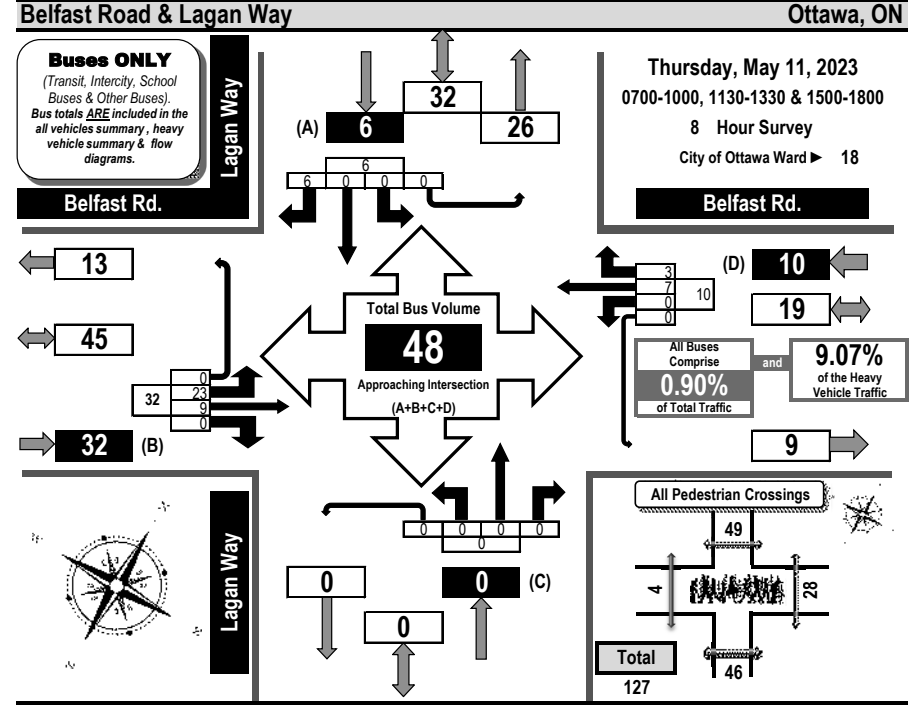 Belfast Road & Lagan Way
Ottawa, ON
Buses ONLY
(Transit, Intercity, School
Buses & Other Buses).
Bus totals ARE included in the
all vehicles summary , heavy
vehicle summary & flow
diagrams.
Lagan Way
Belfast Rd.
32
(A) 6
26
6
6 0 0 0
Thursday, May 11, 2023
0700-1000, 1130-1330 & 1500-1800
8 Hour Survey
City of Ottawa Ward ► 18
Belfast Rd.
13
45
0
23
9
0
32
32 (B)
Total Bus Volume
48
Approaching Intersection
(A+B+C+D)
3
7
0
0
10
(D) 10
19
All Buses
Comprise
0.90%
of Total Traffic
and
9.07%
of the Heavy
Vehicle Traffic
9
Lagan Way
0 0 0 0
0
0
0 (C)
0
All Pedestrian Crossings
49
4
28
46
Total
127